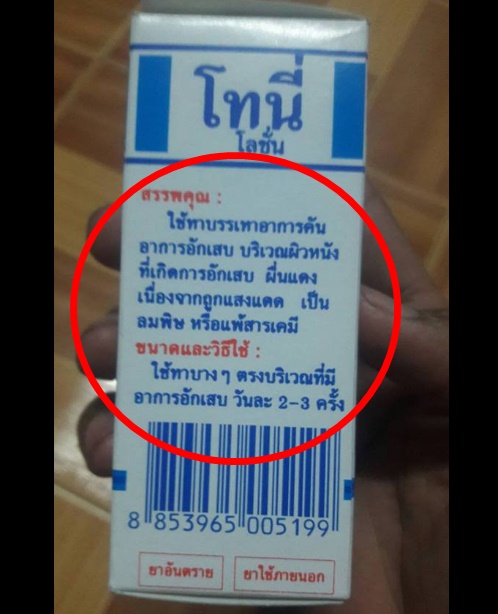 โทนี่
โลชั่น
สรรพคุณ :
ใช้ทาบรรเทาอาการคัน
อาการอักเสบ บริเวณผิวหนัง
ที่เกิดการอักเสบ ผื่นแดง
เนื่องจากถูกแสงแดด เป็น
ลมพิษ หรือแพ้สารเคมี
ขนาดและวิธีใช้ :
ใช้ทาบาง ๆ ตรงบริเวณที่มี
อาการอักเสบ วันละ 2-3 ครั้ง
8 853965 005199
ยาอันตราย ยาใช้ภายนอก